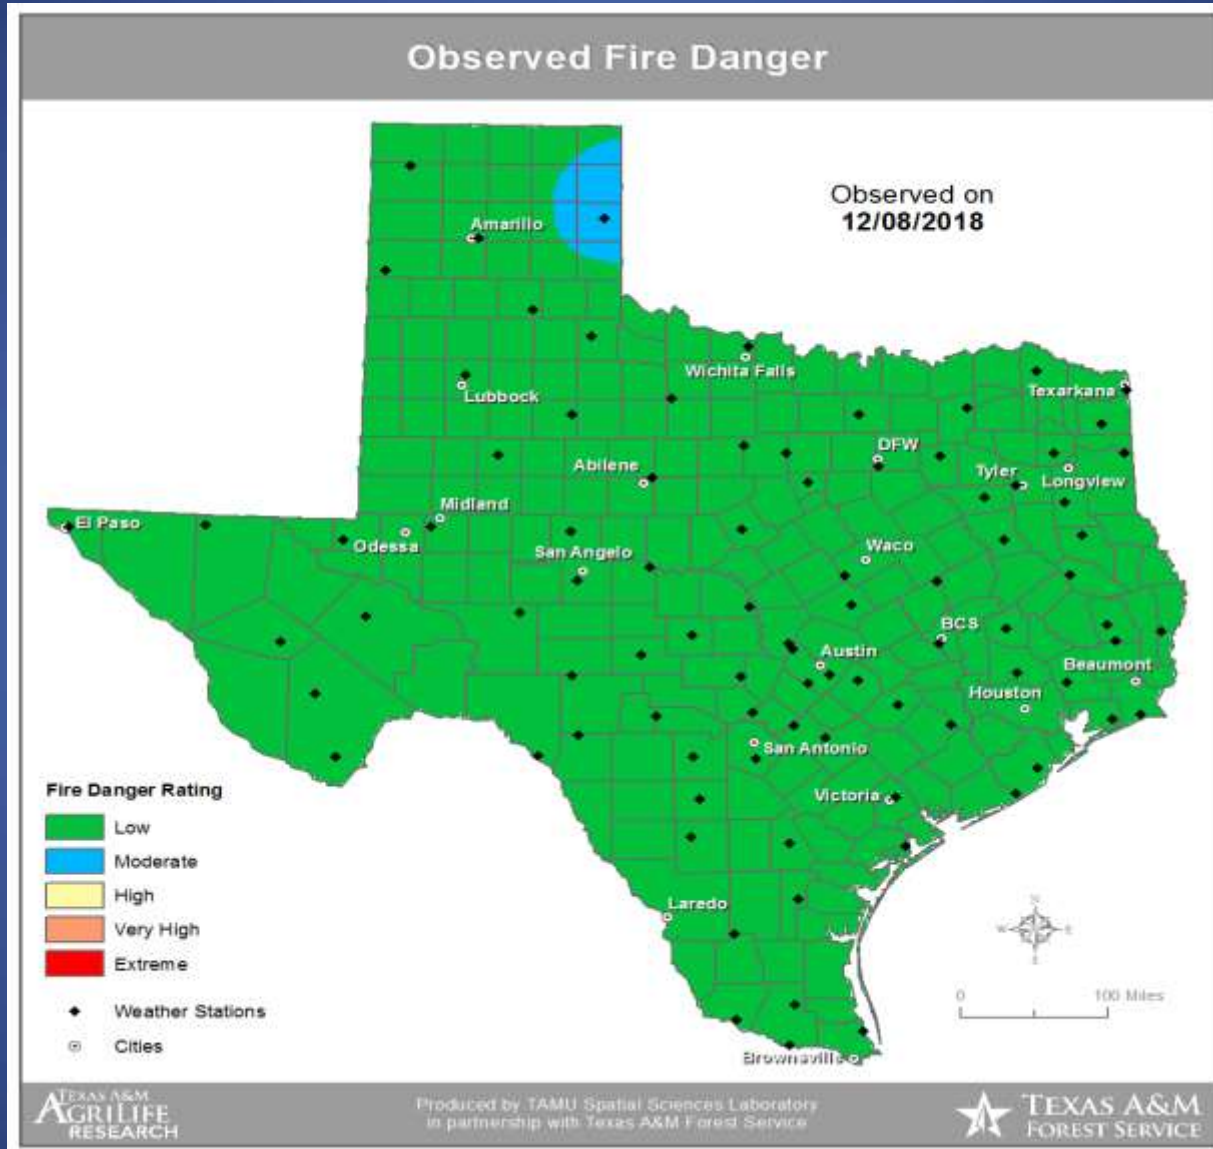 Observed Fire Danger
Observed on
12/08/2018
Amarillo
Wichita Falls
Lubbock
Texarkana
DFW
Abilene
Tyler
Longview
Midland
El Paso
Odessa
San Angelo
Waco
BCS
Austin
Beaumont
Houston
San Antonio
Victoria
Laredo
Brownsville
Fire Danger Rating
Low
Moderate
High
Very High
Extreme
Weather Stations
Cities
N
W E
S
0 100 Miles
TEXAS A&M
AGRILIFE
RESEARCH
Produced by TAMU Spatial Sciences Laboratory
in partnership with Texas A&M Forest Service
TEXAS A&M
FOREST SERVICE